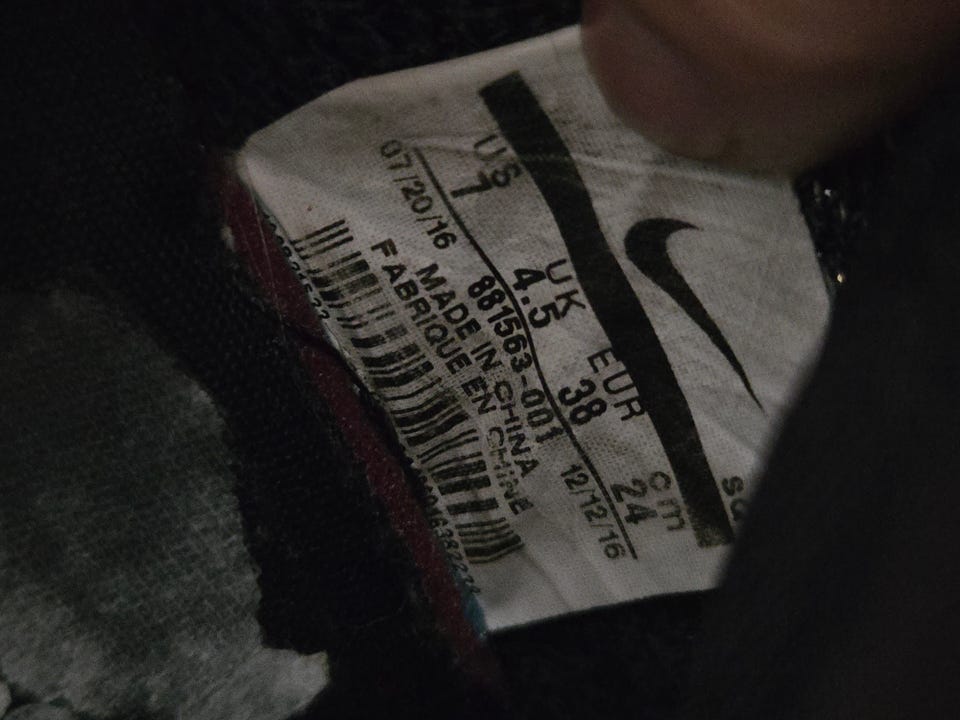 US UK EUR cm
7 4.5 38 24
07/20/16 881563-001 12/12/16
MADE IN CHINA
FABRIQUE EN CHINE